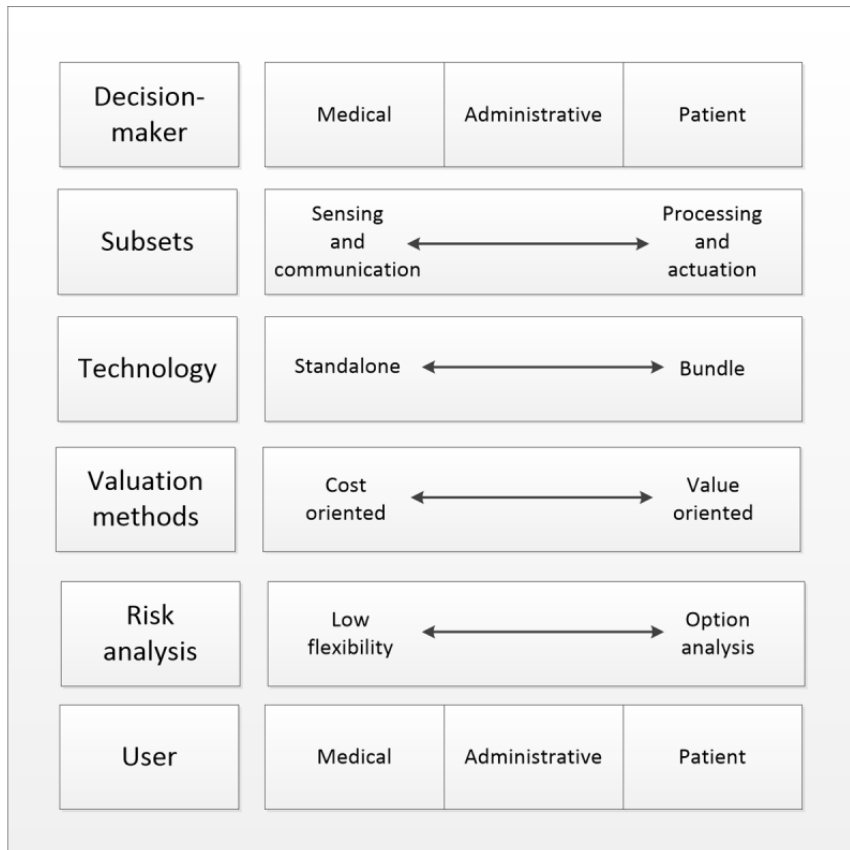 Decision-
maker
Medical
Administrative
Patient
Subsets
Sensing
and
communication
Processing
and
actuation
Technology
Standalone
Bundle
Valuation
methods
Cost
oriented
Value
oriented
Risk
analysis
Low
flexibility
Option
analysis
User
Medical
Administrative
Patient